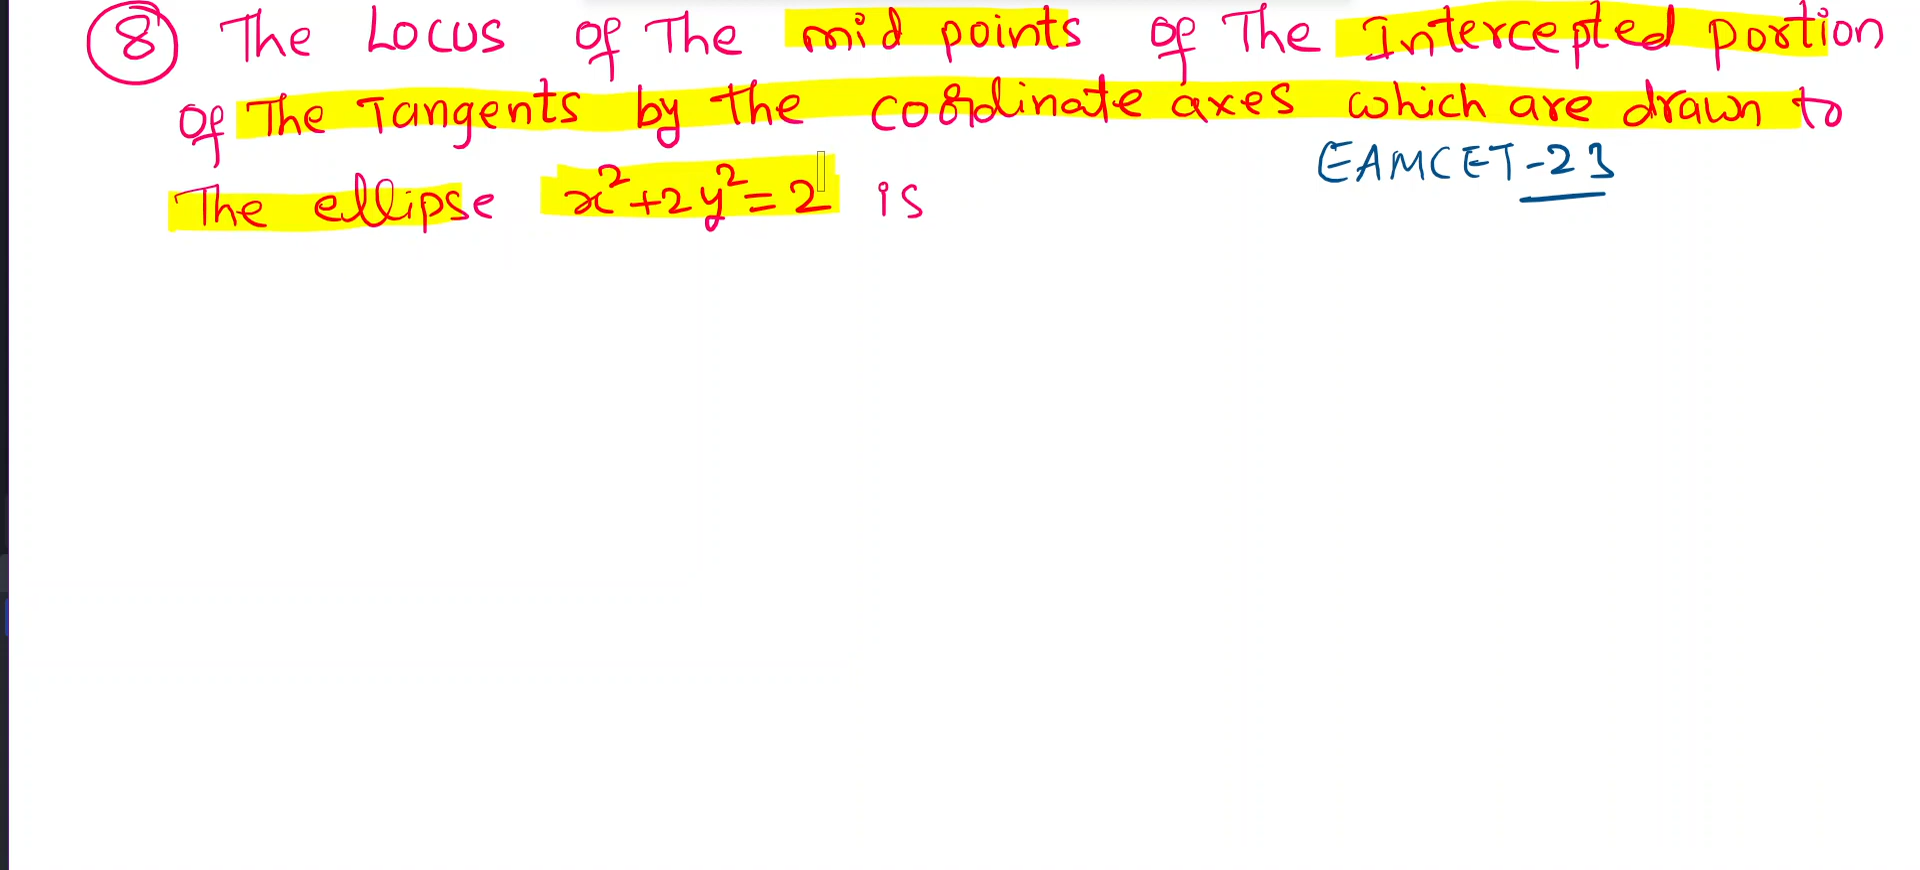 8 The Locus of The mid points of The Intercepted portion
of The Tangents by the coordinate axes which are drawn to
EAMCET-23
The ellipse x²+2y²=2 is